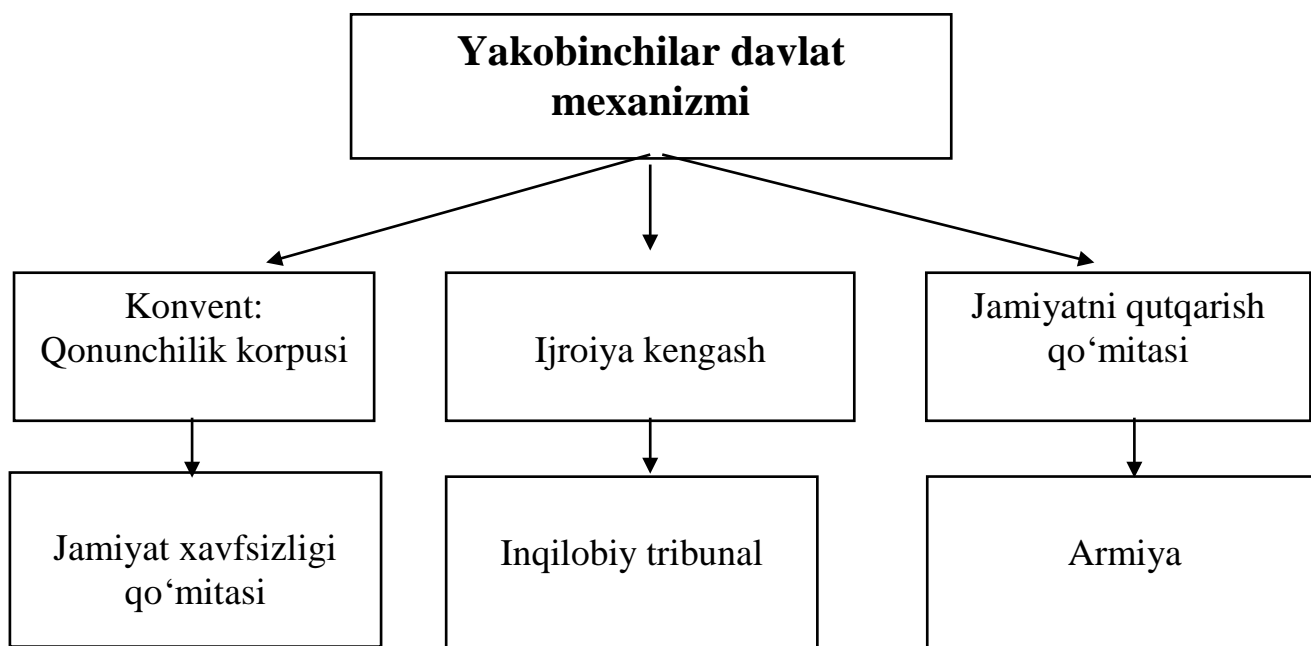 Yakobinchilar davlat
mexanizmi
Konvent:
Qonunchilik korpusi
Ijroiya kengash
Jamiyatni qutqarish
qo‘mitasi
Jamiyat xavfsizligi
qo‘mitasi
Inqilobiy tribunal
Armiya